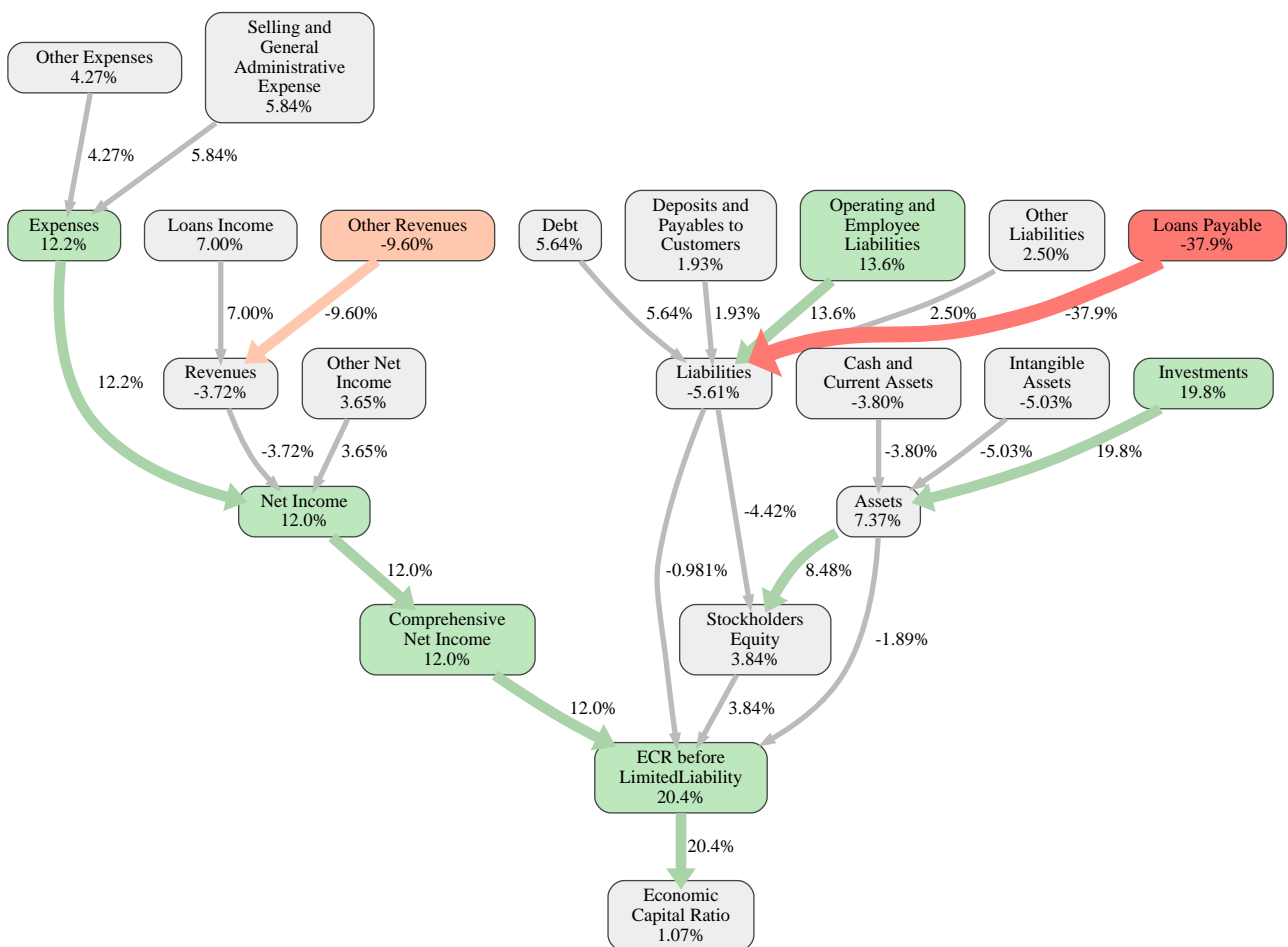 Other Expenses
4.27%
Selling and
General
Administrative
Expense
5.84%
4.27%
5.84%
Expenses
12.2%
Loans Income
7.00%
Other Revenues
-9.60%
Debt
5.64%
Deposits and
Payables to
Customers
1.93%
Operating and
Employee
Liabilities
13.6%
Other
Liabilities
2.50%
Loans Payable
-37.9%
7.00%
-9.60%
5.64%
1.93%
13.6%
2.50%
-37.9%
Revenues
-3.72%
Other Net
Income
3.65%
Liabilities
-5.61%
Cash and
Current Assets
-3.80%
Intangible
Assets
-5.03%
Investments
19.8%
12.2%
-3.72%
3.65%
-3.80%
-5.03%
19.8%
Net Income
12.0%
-4.42%
Assets
7.37%
12.0%
-0.981%
8.48%
Comprehensive
Net Income
12.0%
Stockholders
Equity
3.84%
-1.89%
12.0%
3.84%
ECR before
LimitedLiability
20.4%
20.4%
Economic
Capital Ratio
1.07%